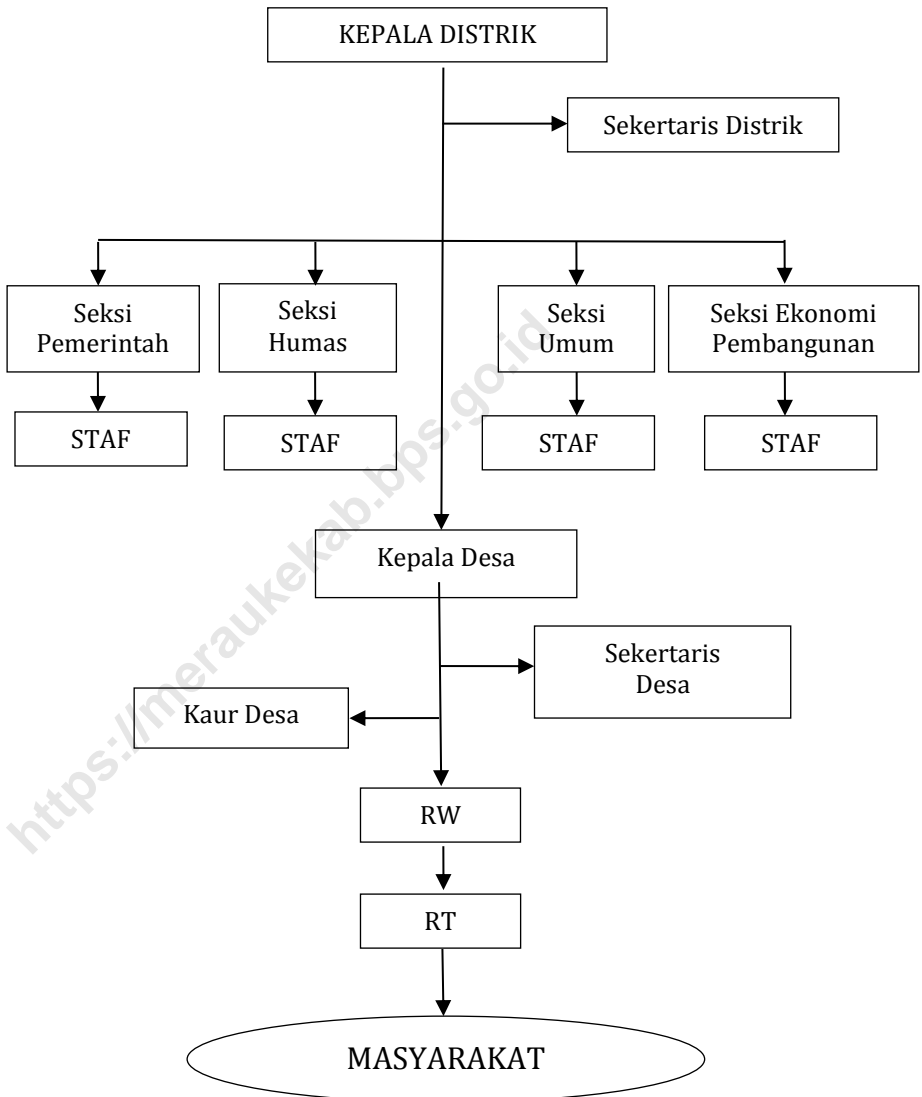 KEPALA DISTRIK
Sekertaris Distrik
Seksi
Pemerintah
Seksi
Humas
Seksi
Umum
Seksi Ekonomi
Pembangunan
STAF
STAF
STAF
STAF
Kepala Desa
Sekertaris
Desa
Kaur Desa
RW
RT
MASYARAKAT
https://meraukekab.bps.go.id